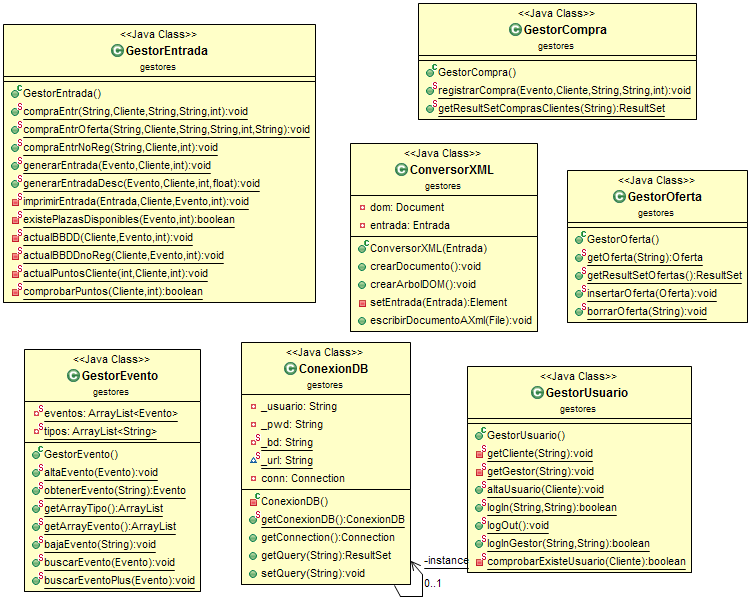 <<Java Class>>
GestorEntrada
gestores
GestorEntrada()
compraEntr(String,Cliente,String,String,int):void
compraEntrOferta(String,Cliente,String,String,int,String):void
compraEntrNoReg(String,Cliente,int):void
generarEntrada(Evento,Cliente,int):void
generarEntradaDesc(Evento,Cliente,int,float):void
imprimirEntrada(Entrada,Cliente,Evento,int):void
existePlazasDisponibles(Evento,int):boolean
actualBBDD(Cliente,Evento,int):void
actualBBDDnoReg(Cliente,Evento,int):void
actualPuntosCliente(int,Cliente,int):void
comprobarPuntos(Cliente,int):boolean
<<Java Class>>
GestorCompra
gestores
GestorCompra()
registrarCompra(Evento,Cliente,String,String,int):void
getResultSetComprasClientes(String):ResultSet
<<Java Class>>
ConversorXML
gestores
dom: Document
entrada: Entrada
ConversorXML(Entrada)
crearDocumento():void
crearArbolDOM():void
setEntrada(Entrada):Element
escribirDocumentoAXml(File):void
<<Java Class>>
GestorOferta
gestores
GestorOferta()
getOferta(String):Oferta
getResultSetOfertas():ResultSet
insertarOferta(Oferta):void
borrarOferta(String):void
<<Java Class>>
GestorEvento
gestores
eventos: ArrayList<Evento>
tipos: ArrayList<String>
GestorEvento()
altaEvento(Evento):void
obtenerEvento(String):Evento
getArrayTipo():ArrayList
getArrayEvento():ArrayList
bajaEvento(String):void
buscarEvento(Evento):void
buscarEventoPlus(Evento):void
<<Java Class>>
ConexionDB
gestores
_usuario: String
_pwd: String
_bd: String
_url: String
conn: Connection
ConexionDB()
getConexionDB():ConexionDB
getConnection():Connection
getQuery(String):ResultSet
setQuery(String):void
-instance
0..1
<<Java Class>>
GestorUsuario
gestores
GestorUsuario()
getCliente(String):void
getGestor(String):void
altaUsuario(Cliente):void
logIn(String,String):boolean
logOut():void
logInGestor(String,String):boolean
comprobarExisteUsuario(Cliente):boolean